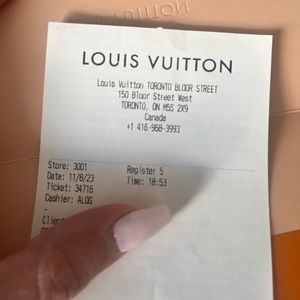 LOUIS VUITTON
Louis Vuitton TORONTO BLOOR STREET
150 Bloor Street West
TORONTO, ON M5S 2X9
Canada
+1 416-968-3993
Store: 3001 Register 5
Date: 11/8/23 Time: 18:53
Ticket: 34716
Cashier: ALOG
-
Client